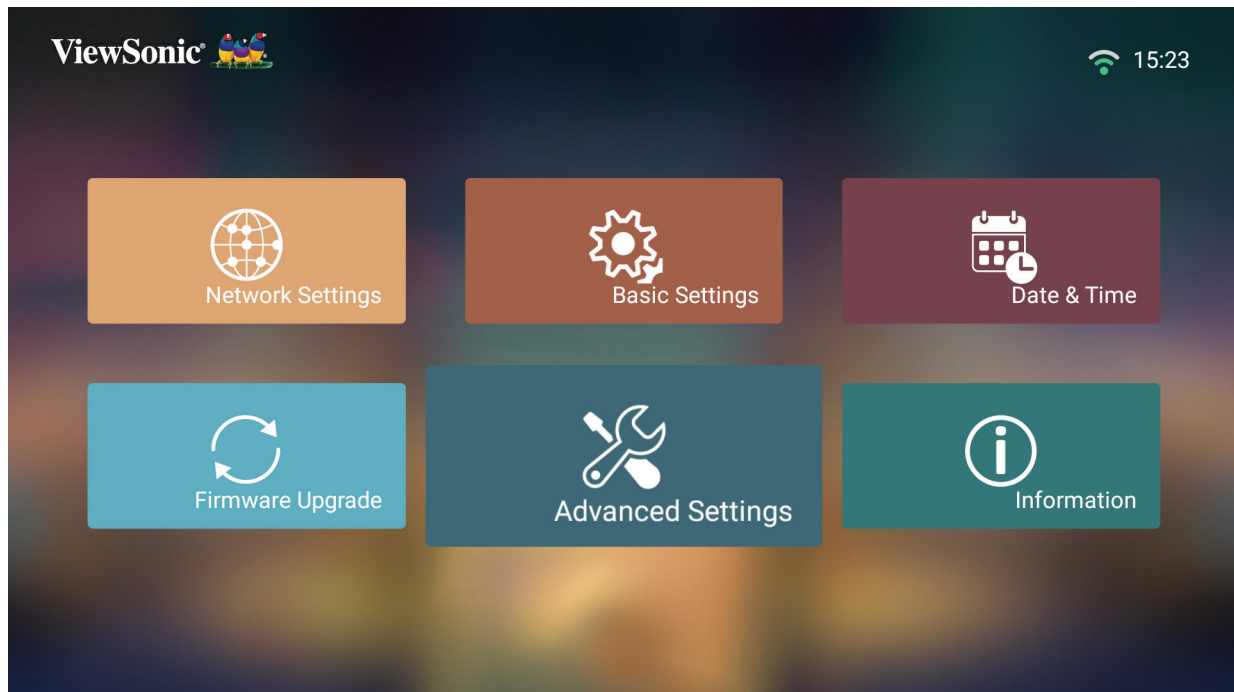 ViewSonic®
15:23
Network Settings
Basic Settings
Date & Time
Firmware Upgrade
Advanced Settings
Information